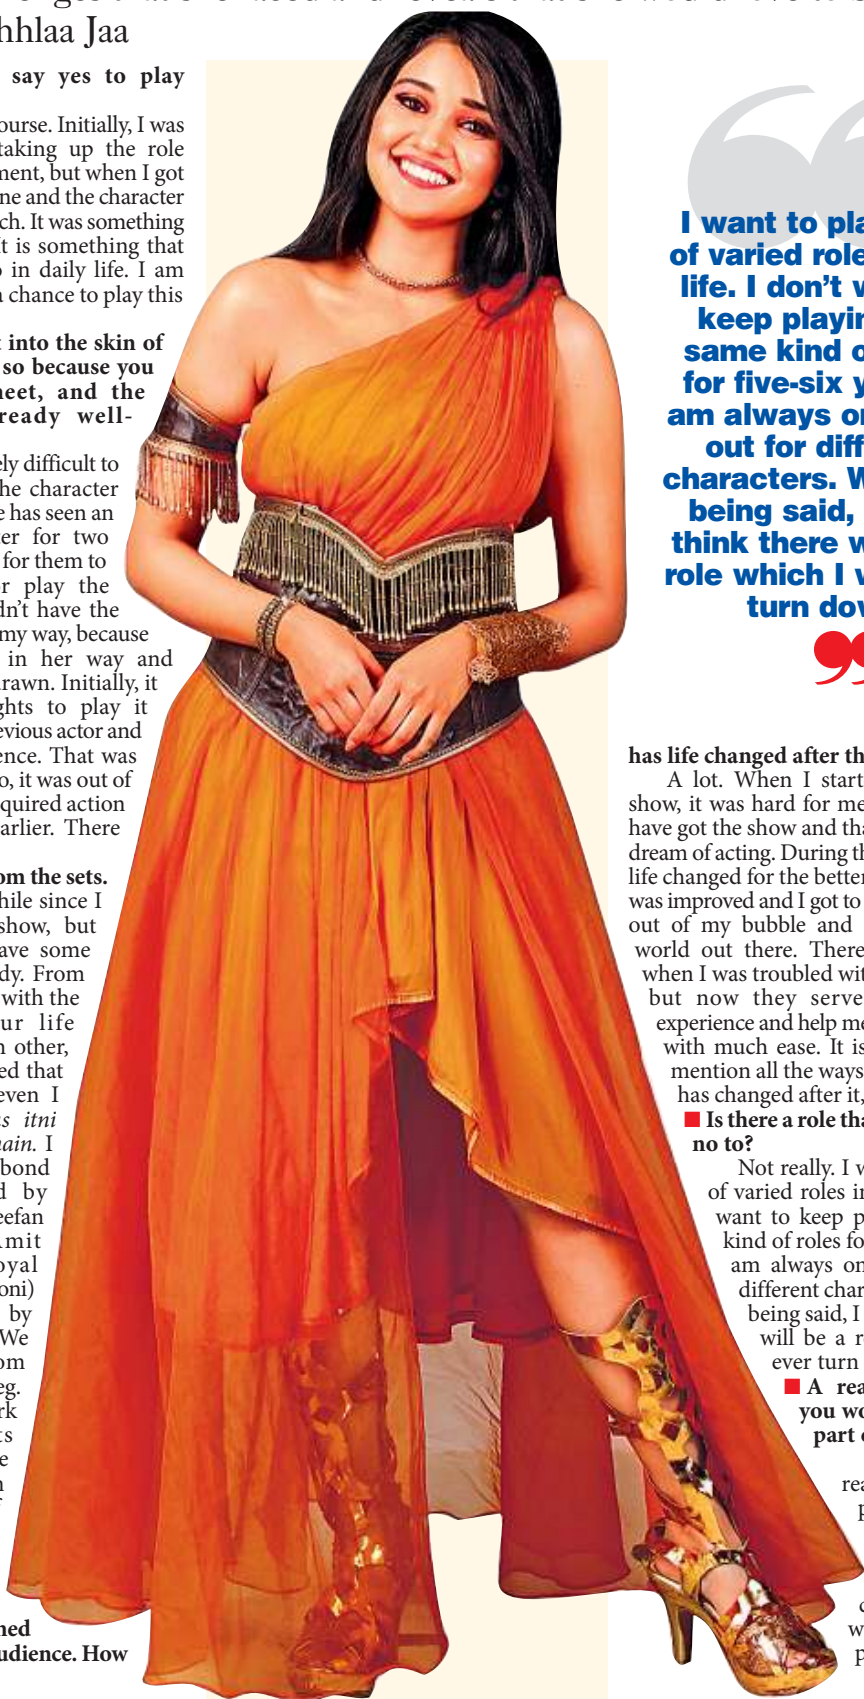 hhlaa Jaa
say yes to play
ourse. Initially, I was
taking up the role
ment, but when I got
ne and the character
ch. It was something
It is something that
o in daily life. I am
a chance to play this
t into the skin of
so because you
neet, and the
ready well-
ely difficult to
he character
e has seen an
er for two
for them to
or play the
dn't have the
my way, because
in her way and
drawn. Initially, it
ghts to play it
evious actor and
ence. That was
o, it was out of
quired action
earlier. There
om the sets.
hile since I
show, but
ave some
dy. From
with the
ur life
h other,
ed that
even I
s itni
nain. I
bond
d by
eefan
Amit
oyal
oni)
by
We
om
eg.
rk
ts
e
n
f
ned
udience. How
I want to pla
of varied role
life. I don't w
keep playin
same kind o
for five-six y
am always on
out for diff
characters. W
being said,
think there w
role which I w
turn dov
has life changed after th
A lot. When I start
show, it was hard for me
have got the show and tha
dream of acting. During th
life changed for the better
was improved and I got to
out of my bubble and
world out there. There
when I was troubled wit
but now they serve
experience and help me
with much ease. It is
mention all the ways
has changed after it,
■ Is there a role tha
no to?
Not really. I w
of varied roles in
want to keep p
kind of roles fo
am always on
different char
being said, I
will be a r
ever turn
■ A rea
you wo
part o
rea
p
c
w
p